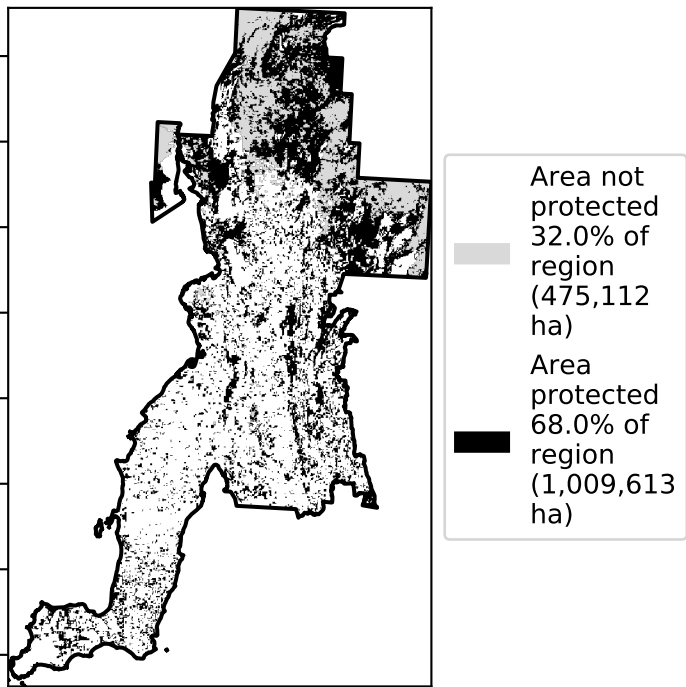 Area not
protected
32.0% of
region
(475,112
ha)
Area
protected
68.0% of
region
(1,009,613
ha)